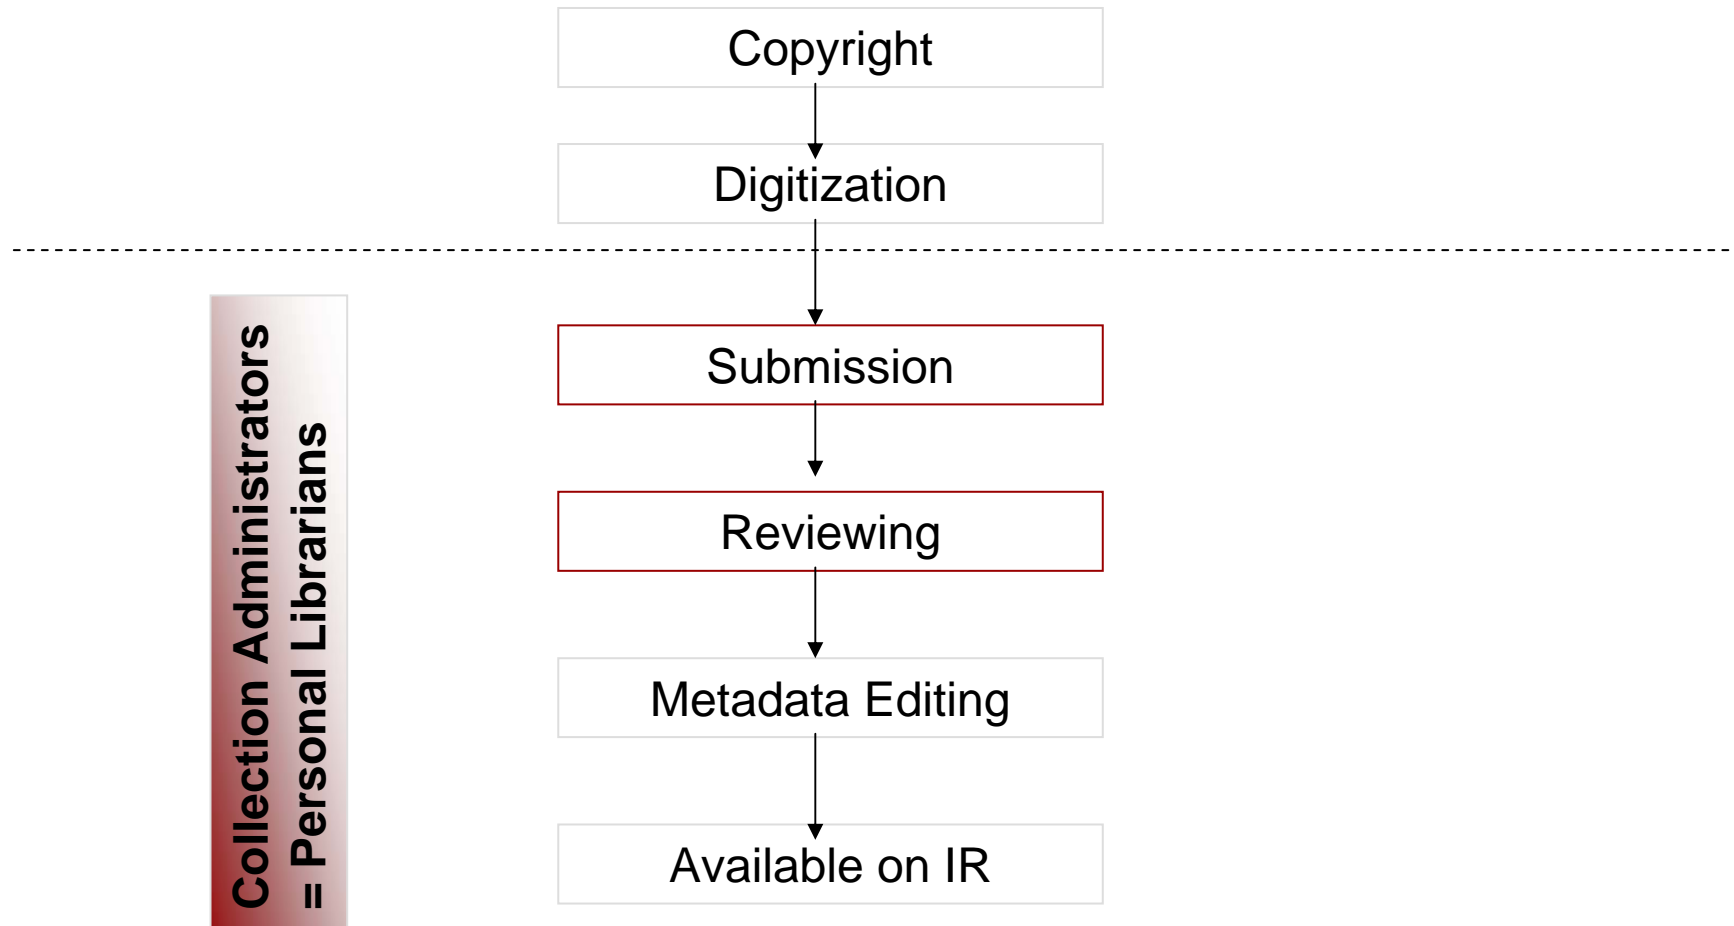 Copyright
Digitization
Collection Administrators
= Personal Librarians
Submission
Reviewing
Metadata Editing
Available on IR